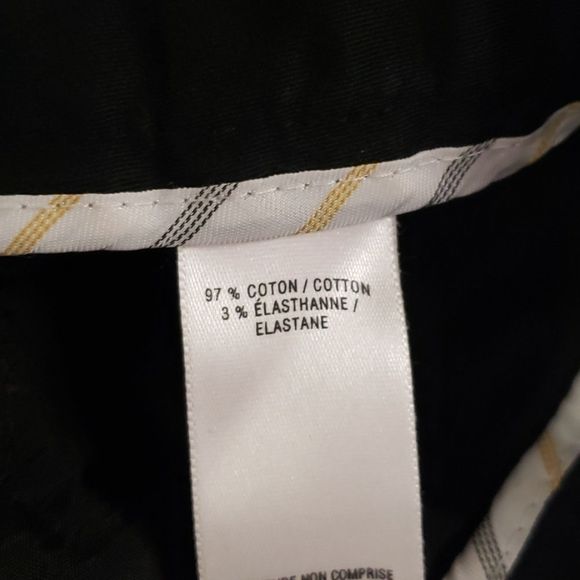 97 % COTON / COTTON
3 % ÉLASTHANNE /
ELASTANE
NON COMPRISE